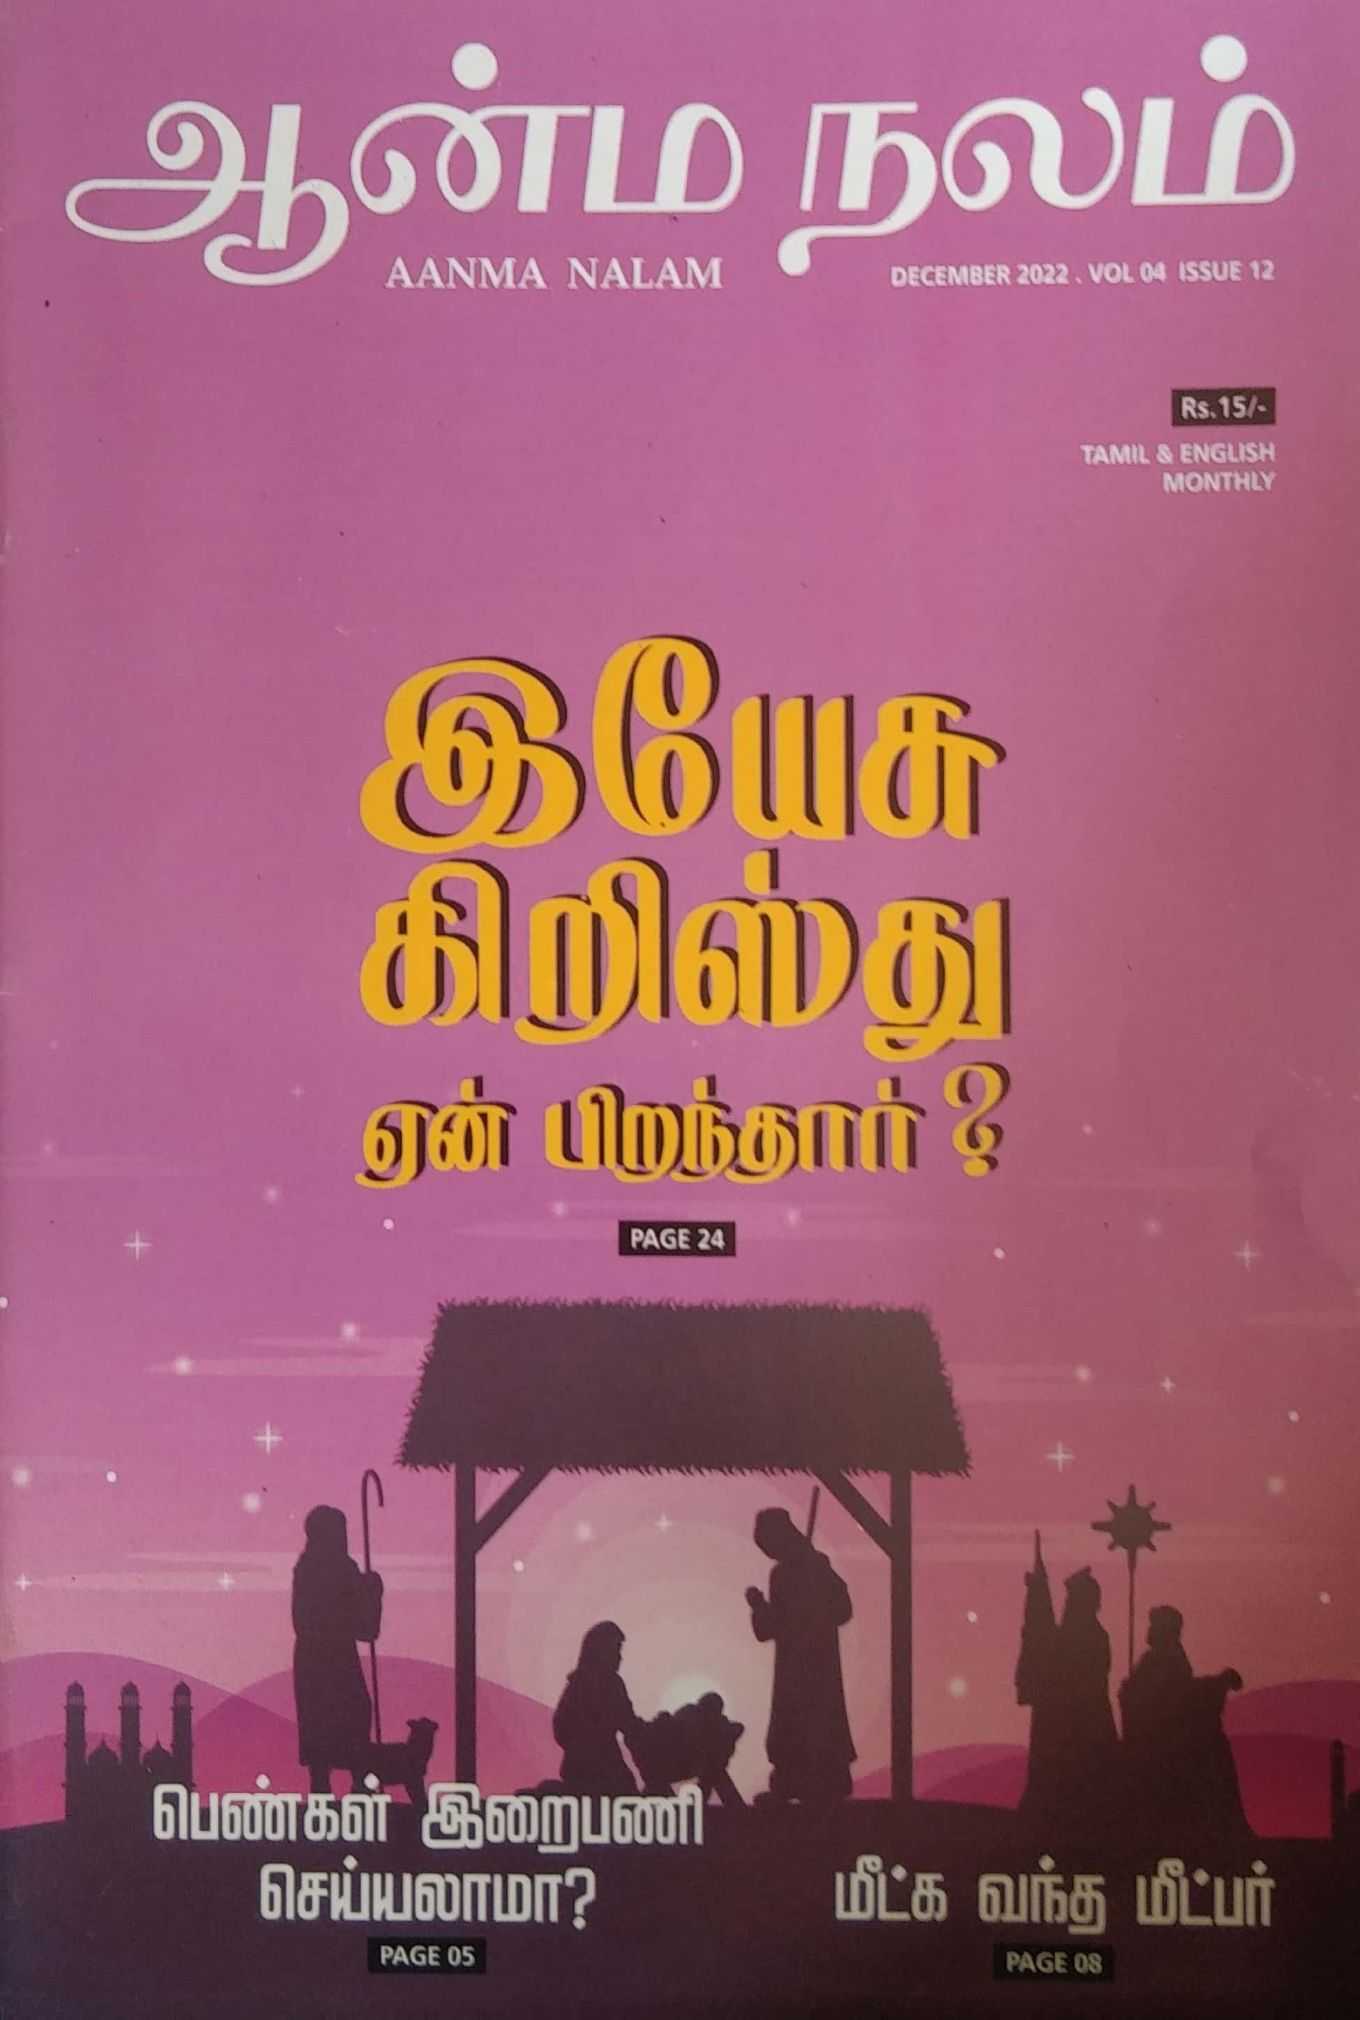 ஆன்ம நலம்
AANMA NALAM
DECEMBER 2022 . VOL 04 ISSUE 12
Rs.15/-
TAMIL & ENGLISH
MONTHLY
இயேசு
கிறிஸ்து
ஏன் பிறந்தார்?
PAGE 24
பெண்கள் இறைபணி
செய்யலாமா?
PAGE 05
மீட்க வந்த மீட்பர்
PAGE 08